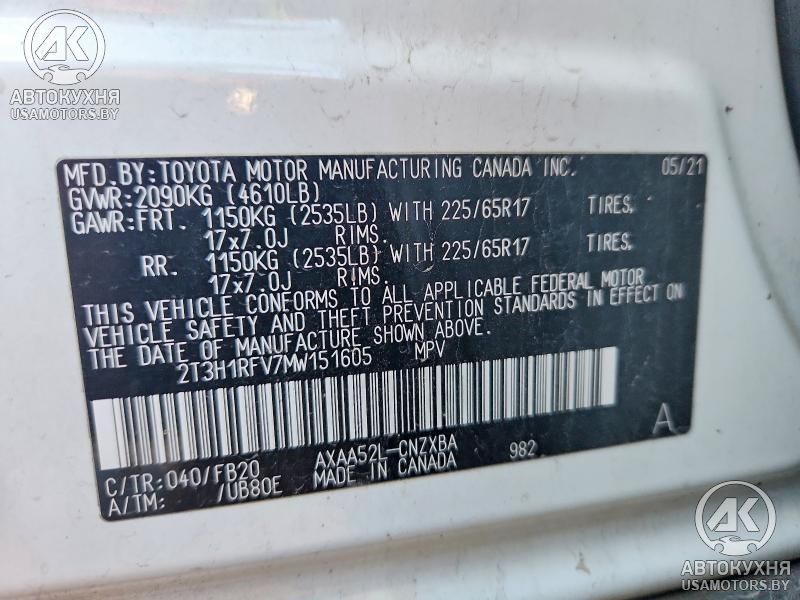 AK
АВТОКУХНЯ
USAMOTORS.BY
MFD.BY:TOYOTA MOTOR MANUFACTURING CANADA INC. 05/21
GVWR:2090KG (4610LB)
GAWR:FRT. 1150KG (2535LB) WITH 225/65R17 TIRES,
17x7.0J RIMS.
RR. 1150KG (2535LB) WITH 225/65R17 TIRES,
17x7.0J RIMS.
THIS VEHICLE CONFORMS TO ALL APPLICABLE FEDERAL MOTOR
VEHICLE SAFETY AND THEFT PREVENTION STANDARDS IN EFFECT ON
THE DATE OF MANUFACTURE SHOWN ABOVE.
2T3H1RFV7MW151605 MPV
A
C/TR:040/FB20 AXAA52L-CNZXBA 982
A/TM: /UB80E MADE IN CANADA
AK
АВТОКУХНЯ
USAMOTORS.BY